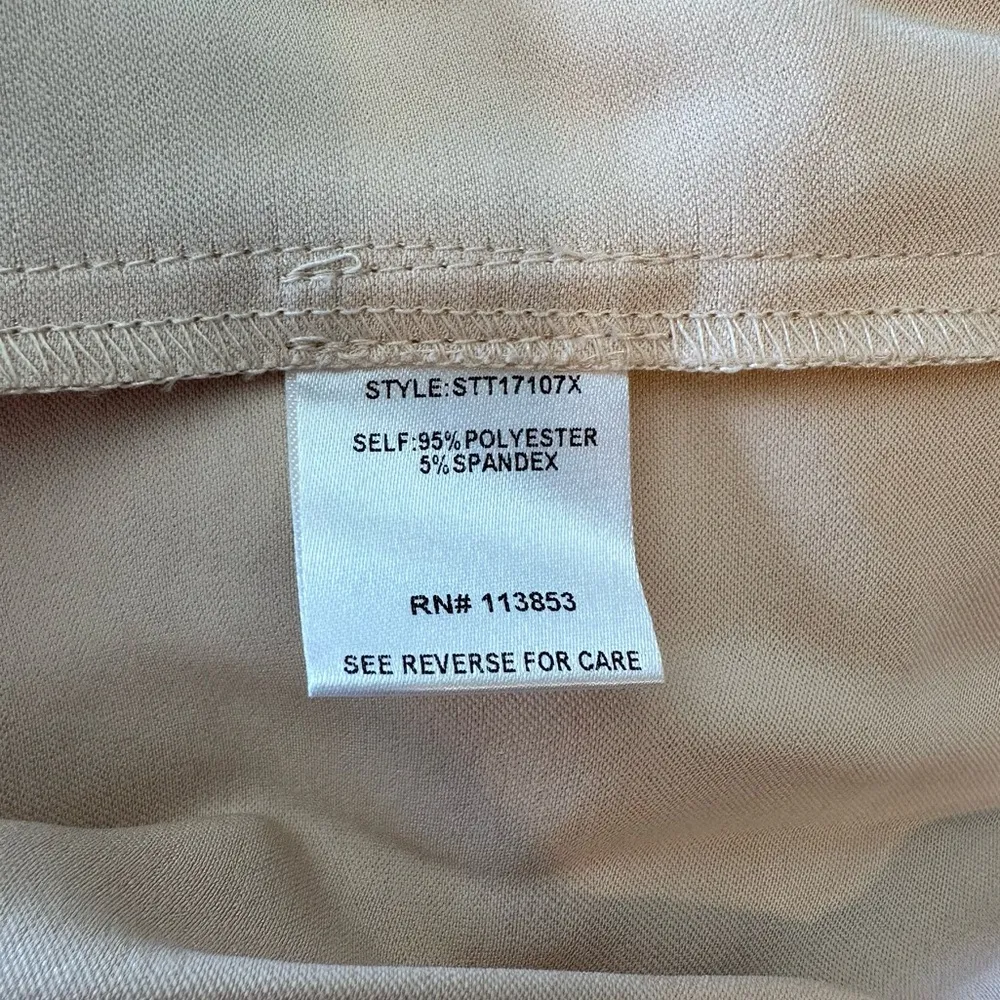 STYLE:STT17107X
SELF:95%POLYESTER
5%SPANDEX
RN# 113853
SEE REVERSE FOR CARE